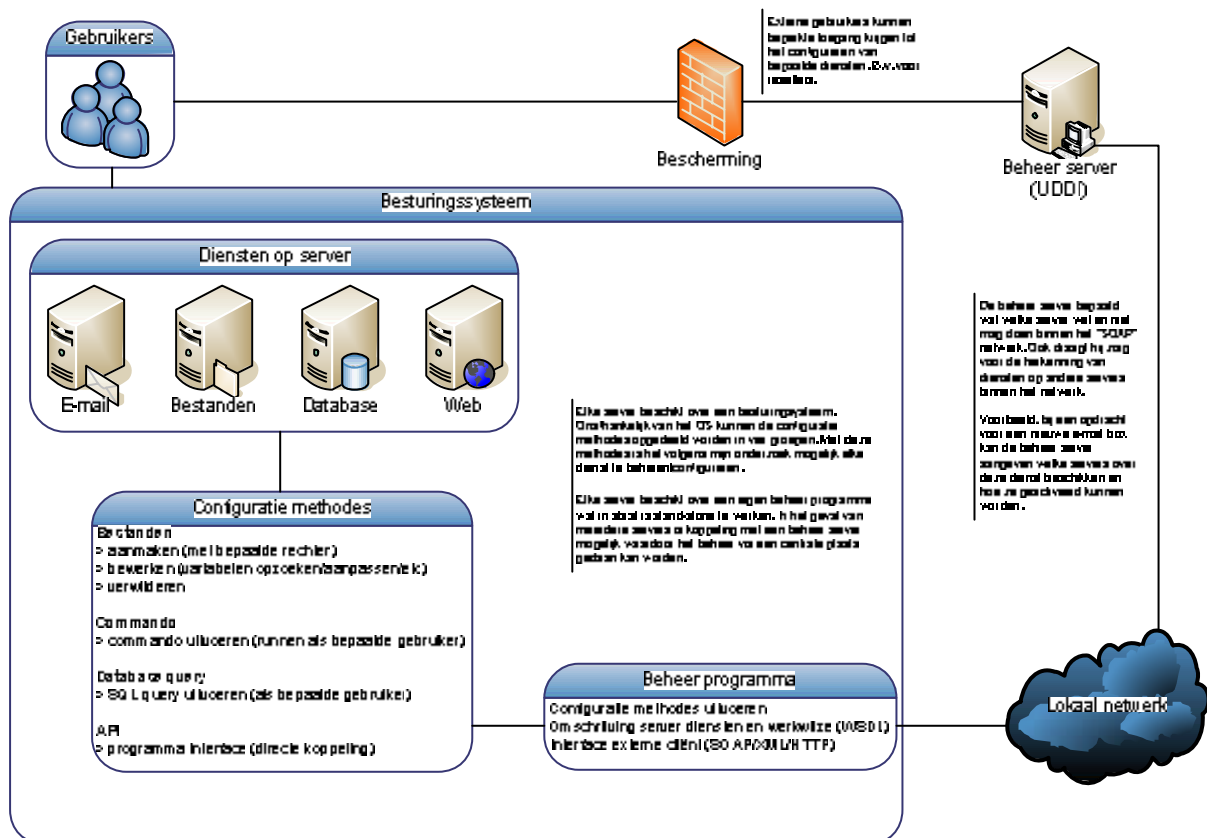 Gebruikers
Externe gebruikers kunnen
bepaalde toegang krijgen tot
het configureren van
bepaalde diensten. B.v. voor
resellers.
Bescherming
Beheer server
(UDDI)
Besturingssysteem
Diensten op server
E-mail
Bestanden
Database
Web
De beheer server bepaald
wat welke server wel en niet
mag doen binnen het "SOAP"
netwerk. Ook draagt hij zorg
voor de herkenning van
diensten op andere servers
binnen het netwerk.
Voorbeeld, bij een opdracht
voor een nieuwe e-mail box
kan de beheer server
aangeven welke servers over
deze dienst beschikken en
hoe ze geactiveerd kunnen
worden.
Elke server beschikt over een besturingsysteem.
Onafhankelijk van het OS kunnen de configuratie
methodes opgedeeld worden in vier groepen. Met deze
methodes is het volgens mijn onderzoek mogelijk elke
dienst te beheren/configureren.
Elke server beschikt over een eigen beheer programma
wat in staat is standalone te werken. In het geval van
meerdere servers is koppeling met een beheer server
mogelijk waardoor het beheer via een centrale plaats
gedaan kan worden.
Configuratie methodes
Bestanden
> aanmaken (met bepaalde rechten)
> bewerken (variabelen opzoeken/aanpassen/etc)
> verwijderen
Commando
> commando uitvoeren (runnen als bepaalde gebruiker)
Database query
> SQL query uitvoeren (als bepaalde gebruiker)
API
> programma interface (directe koppeling)
Beheer programma
Configuratie methodes uitvoeren
Omschrijving server diensten en werkwijze (WSDL)
Interface externe cliënt (SOAP/XML/HTTP)
Lokaal netwerk